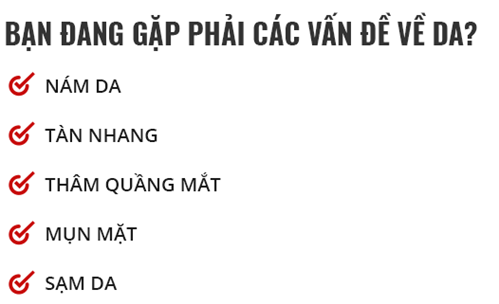 BẠN ĐANG GẶP PHẢI CÁC VẤN ĐỀ VỀ DA?
NÁM DA
TÀN NHANG
THÂM QUẦNG MẮT
MỤN MẶT
SẠM DA